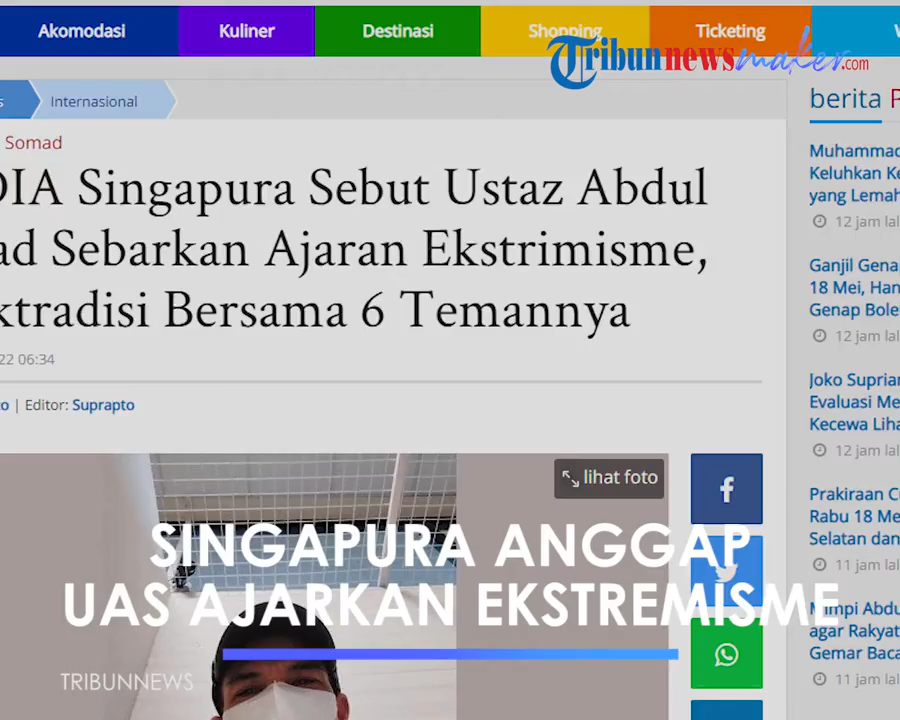 Akomodasi
Kuliner
Destinasi
Shopping
Ticketing
Tribunnewsmaker.com
Internasional
Somad
DIA Singapura Sebut Ustaz Abdul
ad Sebarkan Ajaran Ekstrimisme,
ktradisi Bersama 6 Temannya
22 06:34
to | Editor: Suprapto
lihat foto
SINGAPURA ANGGAP
UAS AJARKAN EKSTREMISME
TRIBUNNEWS
berita P
Muhammad
Keluhkan Ke
yang Lemah
12 jam lal
Ganjil Gena
18 Mei, Han
Genap Bole
12 jam lal
Joko Suprian
Evaluasi Me
Kecewa Liha
12 jam lal
Prakiraan Cu
Rabu 18 Me
Selatan dan
11 jam lal
Mimpi Abdu
agar Rakyat
Gemar Baca
11 jam lal